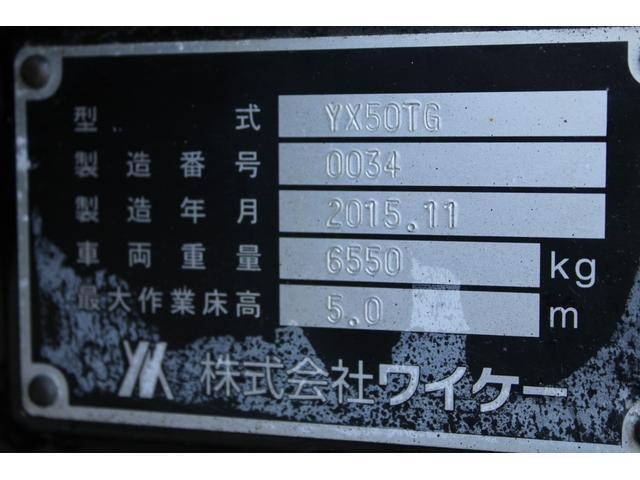 型 式 YX50TG
製造番号 0034
製造年月 2015.11
車両重量 6550 kg
最大作業床高 5.0 m
株式会社ワイケー